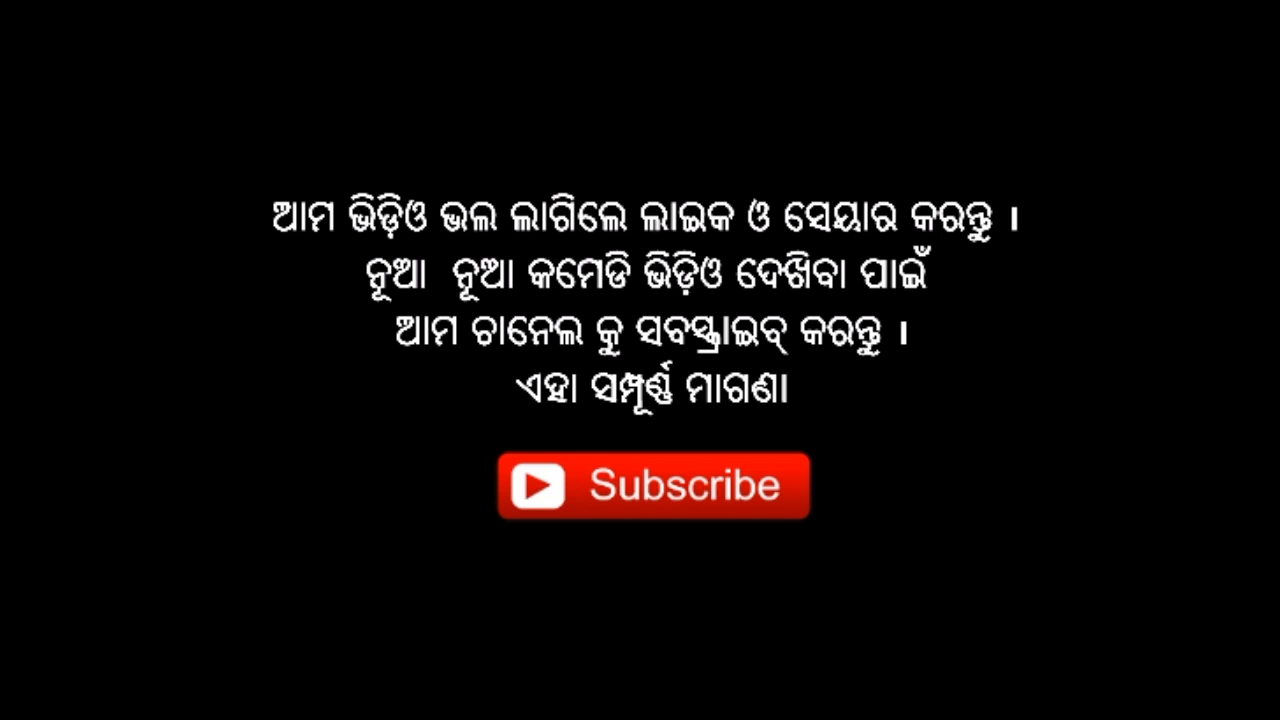 ଆମ ଭିଡ଼ିଓ ଭଲ ଲାଗିଲେ ଲାଇକ ଓ ସେୟାର କରନ୍ତୁ ।
ନୂଆ ନୂଆ କମେଡି ଭିଡ଼ିଓ ଦେଖିବା ପାଇଁ
ଆମ ଚାନେଲ କୁ ସବସ୍କ୍ରାଇବ୍ କରନ୍ତୁ ।
ଏହା ସମ୍ପୂର୍ଣ୍ଣ ମାଗଣା
Subscribe